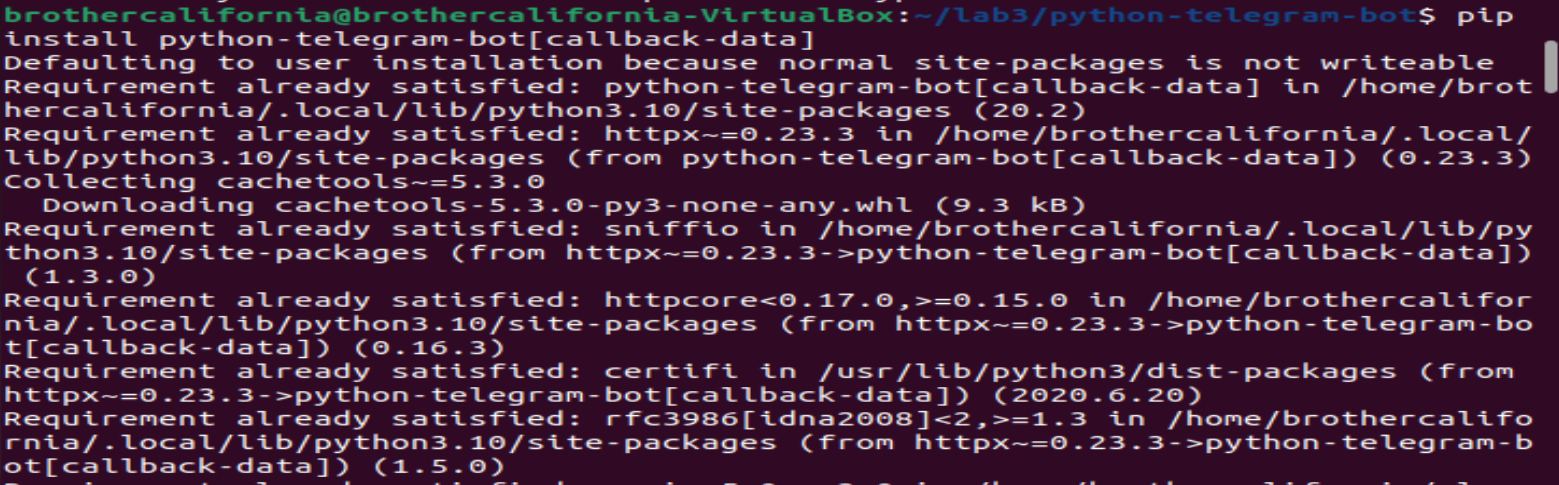 brothercalifornia@brothercalifornia-VirtualBox:~/lab3/python-telegram-bot$ pip
install python-telegram-bot[callback-data]
Defaulting to user installation because normal site-packages is not writeable
Requirement already satisfied: python-telegram-bot[callback-data] in /home/brot
hercalifornia/.local/lib/python3.10/site-packages (20.2)
Requirement already satisfied: httpx~=0.23.3 in /home/brothercalifornia/.local/
lib/python3.10/site-packages (from python-telegram-bot[callback-data]) (0.23.3)
Collecting cachetools~=5.3.0
  Downloading cachetools-5.3.0-py3-none-any.whl (9.3 kB)
Requirement already satisfied: sniffio in /home/brothercalifornia/.local/lib/py
thon3.10/site-packages (from httpx~=0.23.3->python-telegram-bot[callback-data])
 (1.3.0)
Requirement already satisfied: httpcore<0.17.0,>=0.15.0 in /home/brothercalifor
nia/.local/lib/python3.10/site-packages (from httpx~=0.23.3->python-telegram-bo
t[callback-data]) (0.16.3)
Requirement already satisfied: certifi in /usr/lib/python3/dist-packages (from
httpx~=0.23.3->python-telegram-bot[callback-data]) (2020.6.20)
Requirement already satisfied: rfc3986[idna2008]<2,>=1.3 in /home/brothercalifo
rnia/.local/lib/python3.10/site-packages (from httpx~=0.23.3->python-telegram-b
ot[callback-data]) (1.5.0)